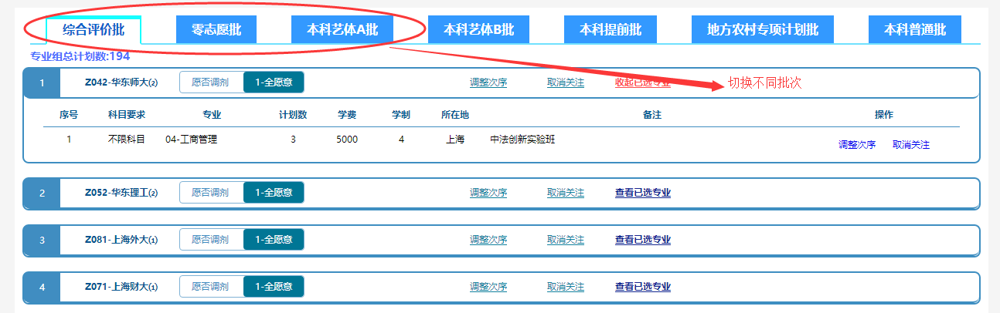 综合评价批 零志愿批 本科艺体A批 本科艺体B批 本科提前批 地方农村专项计划批 本科普通批
专业组总计划数:194
1 Z042-华东师大(2) 愿否调剂 1-全愿意 调整次序 取消关注 收起已选专业 切换不同批次
序号 科目要求 专业 计划数 学费 学制 所在地 备注 操作
1 不限科目 04-工商管理 3 5000 4 上海 中法创新实验班 调整次序 取消关注
2 Z052-华东理工(2) 愿否调剂 1-全愿意 调整次序 取消关注 查看已选专业
3 Z081-上海外大(1) 愿否调剂 1-全愿意 调整次序 取消关注 查看已选专业
4 Z071-上海财大(1) 愿否调剂 1-全愿意 调整次序 取消关注 查看已选专业